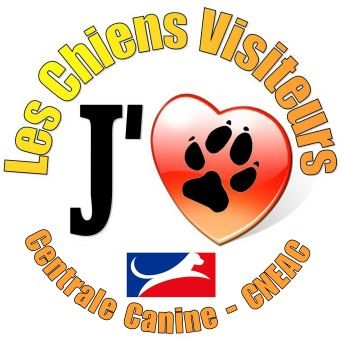 Les Chiens Visiteurs
J'
Centrale Canine - CNEAC